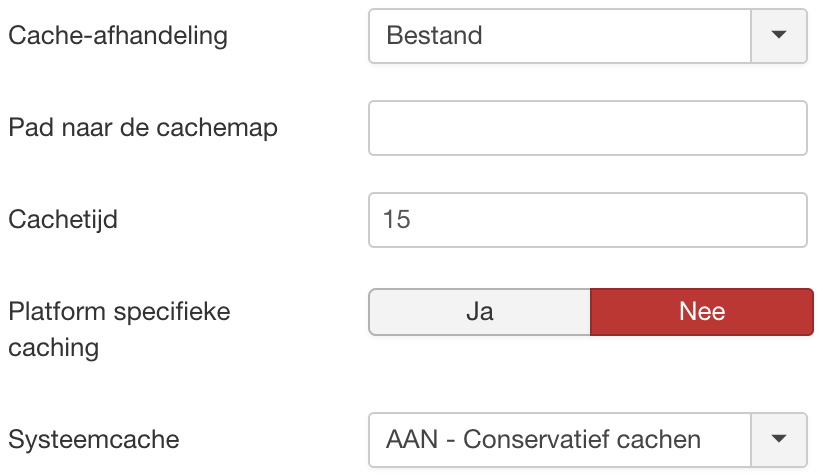 Cache-afhandeling Bestand
Pad naar de cachemap
Cachetijd 15
Platform specifieke caching Ja Nee
Systeemcache AAN - Conservatief cachen